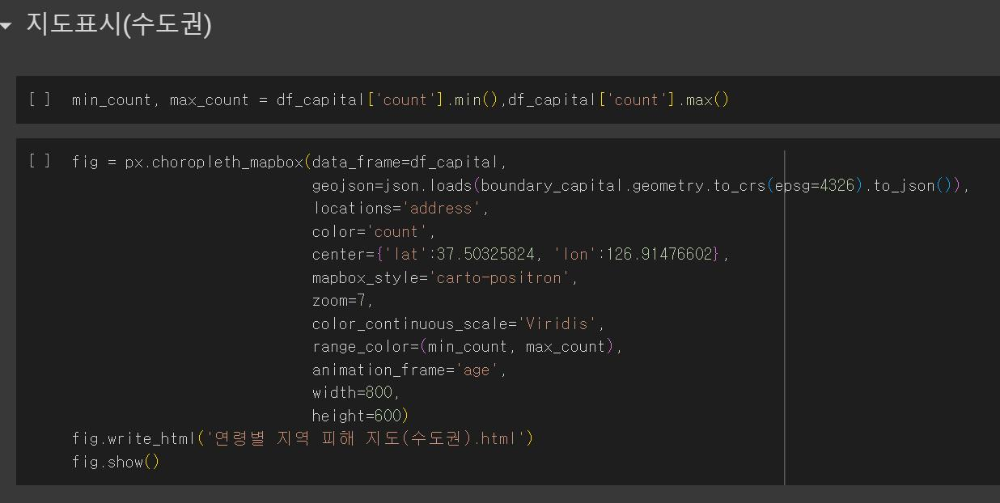 지도표시(수도권)
[ ] min_count, max_count = df_capital['count'].min(),df_capital['count'].max()
[ ] fig = px.choropleth_mapbox(data_frame=df_capital,
geojson=json.loads(boundary_capital.geometry.to_crs(epsg=4326).to_json()),
locations='address',
color='count',
center={'lat':37.50325824, 'lon':126.91476602},
mapbox_style='carto-positron',
zoom=7,
color_continuous_scale='Viridis',
range_color=(min_count, max_count),
animation_frame='age',
width=800,
height=600)
fig.write_html('연령별 지역 피해 지도(수도권).html')
fig.show()